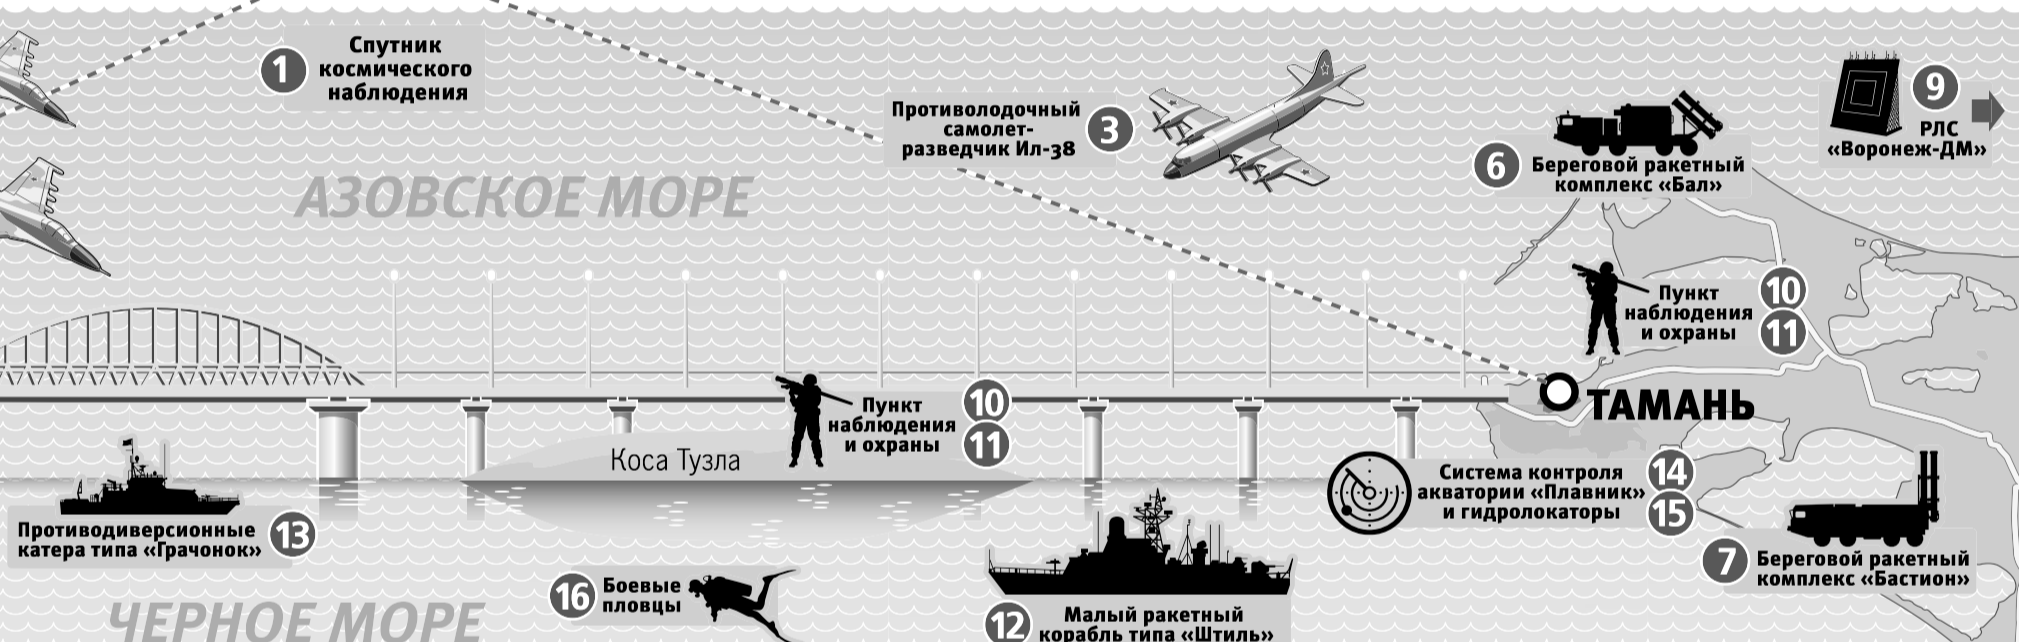 1
Спутник
космического
наблюдения
Противолодочный
самолет-
разведчик Ил-38
3
6
Береговой ракетный
комплекс «Бал»
9
РЛС
«Воронеж-ДМ»
АЗОВСКОЕ МОРЕ
Пункт
наблюдения
и охраны
10
11
Пункт
наблюдения
и охраны
10
11
ТАМАНЬ
Коса Тузла
Система контроля
акватории «Плавник»
и гидролокаторы
14
15
Противодиверсионные
катера типа «Грачонок»
13
7
Береговой ракетный
комплекс «Бастион»
16
Боевые
пловцы
12
Малый ракетный
корабль типа «Штиль»
ЧЕРНОЕ МОРЕ